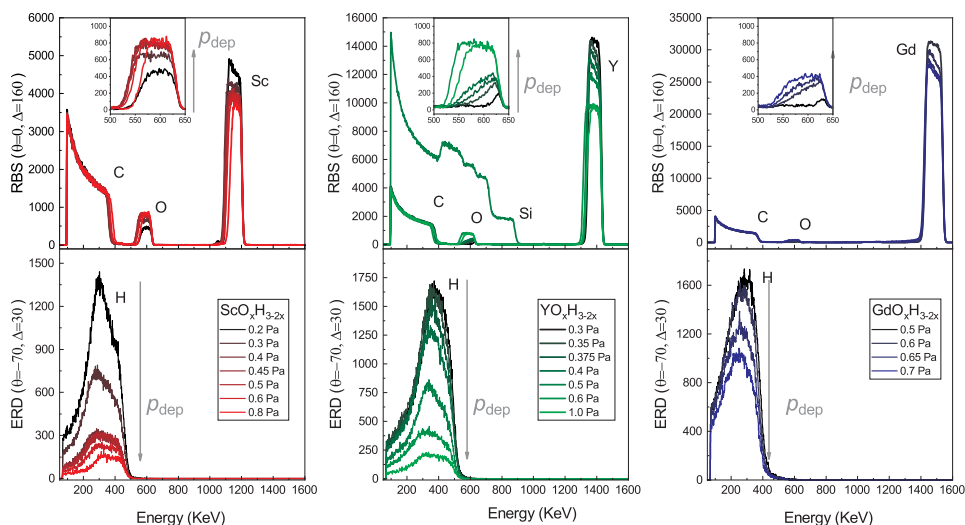 6000
5000
4000
3000
2000
1000
0
RBS (θ=0, Δ=160)
1000
800
600
400
200
0
500 550 600 650
p_dep
Sc
C
O
1500
1200
900
600
300
0
ERD (θ=−70, Δ=30)
H
p_dep
ScOₓH₃₋₂ₓ
0.2 Pa
0.3 Pa
0.4 Pa
0.45 Pa
0.5 Pa
0.6 Pa
0.8 Pa
200 400 600 800 1000 1200 1400 1600
Energy (KeV)
16000
14000
12000
10000
8000
6000
4000
2000
0
RBS (θ=0, Δ=160)
1000
800
600
400
200
0
500 550 600 650
p_dep
Y
C
O
Si
2000
1750
1500
1250
1000
750
500
250
0
ERD (θ=−70, Δ=30)
H
p_dep
YOₓH₃₋₂ₓ
0.3 Pa
0.35 Pa
0.375 Pa
0.4 Pa
0.5 Pa
0.6 Pa
1.0 Pa
200 400 600 800 1000 1200 1400 1600
Energy (KeV)
35000
30000
25000
20000
15000
10000
5000
0
RBS (θ=0, Δ=160)
1000
800
600
400
200
0
500 550 600 650
p_dep
Gd
C
O
1800
1500
1200
900
600
300
0
ERD (θ=−70, Δ=30)
H
p_dep
GdOₓH₃₋₂ₓ
0.5 Pa
0.6 Pa
0.65 Pa
0.7 Pa
200 400 600 800 1000 1200 1400 1600
Energy (KeV)